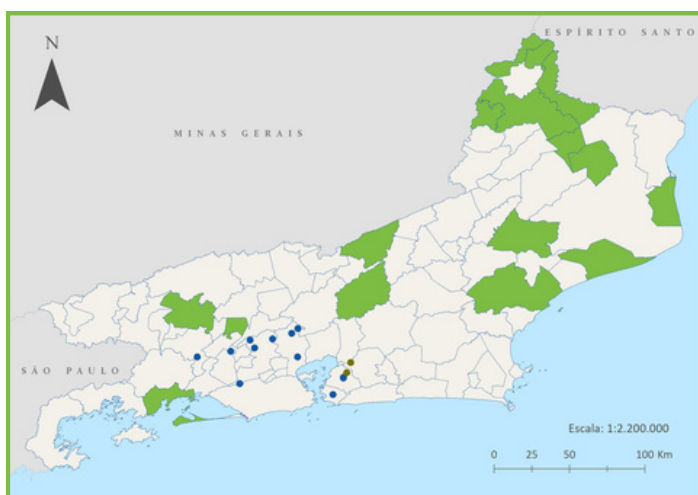 ESPÍRITO SANTO
N
MINAS GERAIS
SÃO PAULO
Escala: 1:2.200.000
0 25 50 100 Km